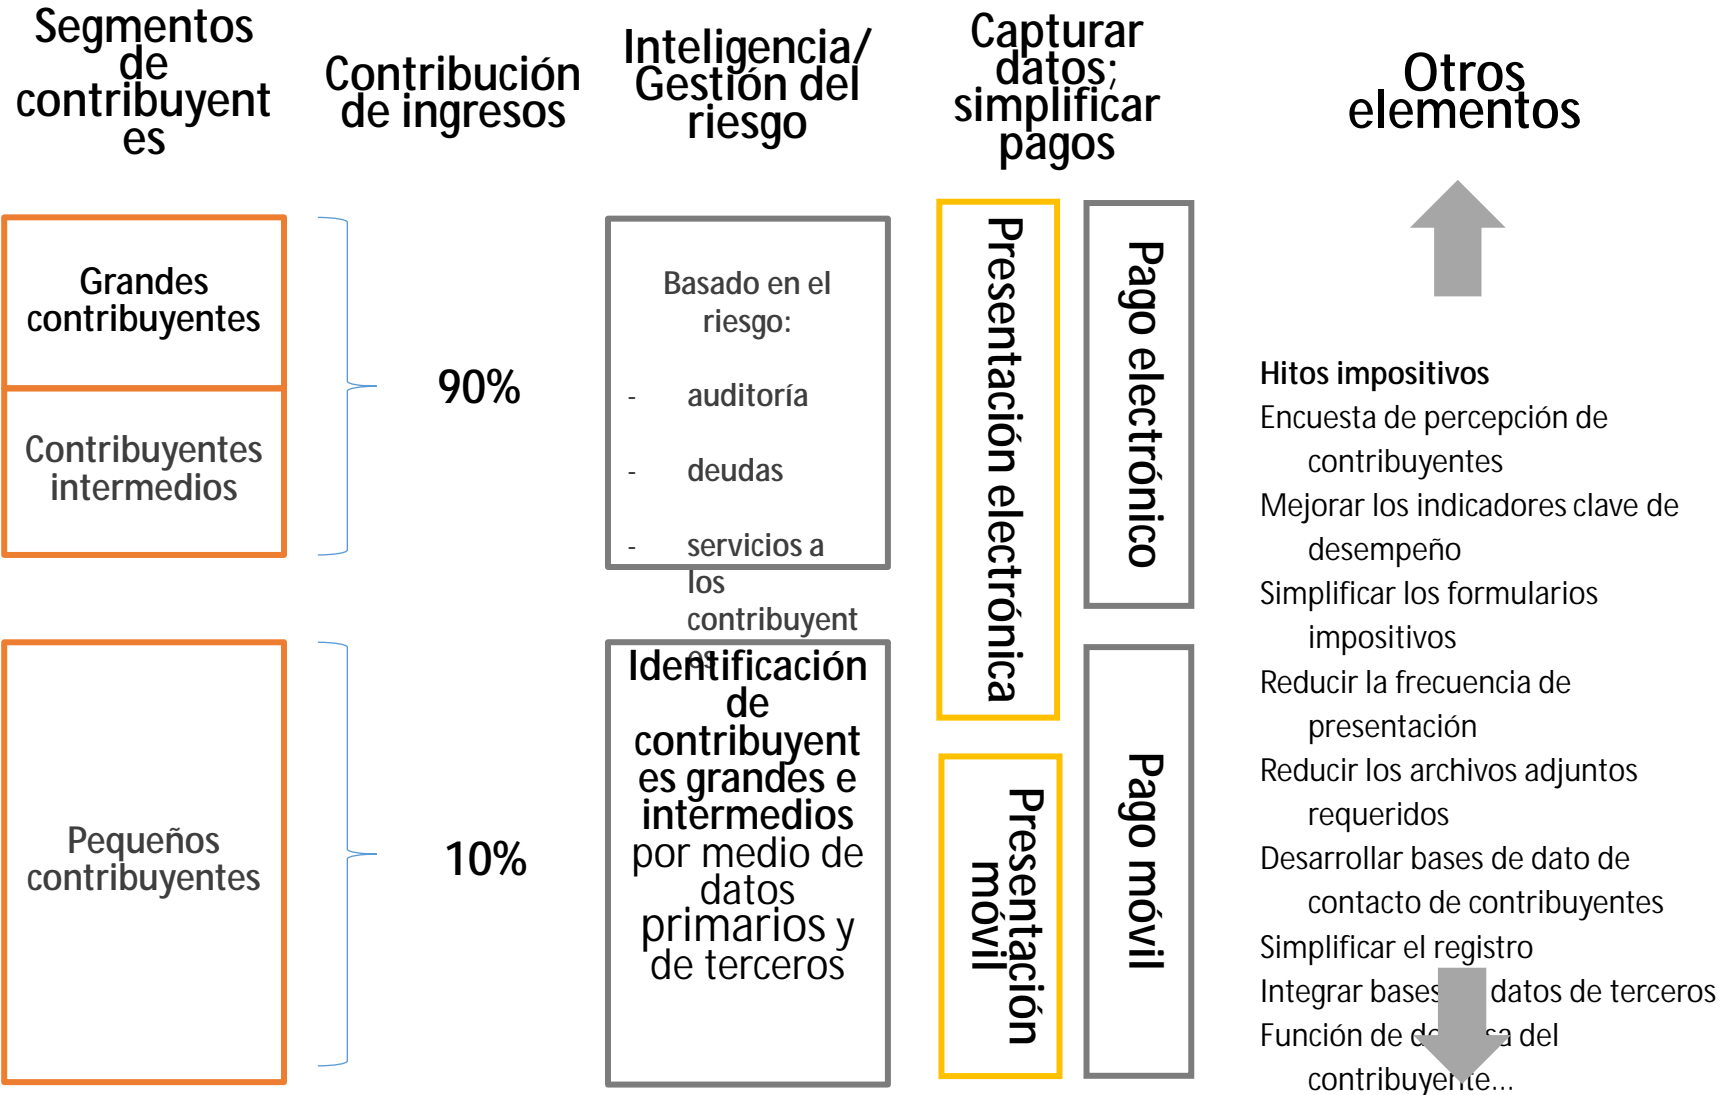 Segmentos
de
contribuyent
es
Contribución
de ingresos
Inteligencia/
Gestión del
riesgo
Capturar
datos;
simplificar
pagos
Otros
elementos
Grandes
contribuyentes
Contribuyentes
intermedios
90%
Basado en el
riesgo:
- auditoría
- deudas
- servicios a
los
contribuyent
es
Presentación electrónica
Pago electrónico
Pequeños
contribuyentes
10%
Identificación
de
contribuyent
es grandes e
intermedios
por medio de
datos
primarios y
de terceros
Presentación
móvil
Pago móvil
Hitos impositivos
Encuesta de percepción de
contribuyentes
Mejorar los indicadores clave de
desempeño
Simplificar los formularios
impositivos
Reducir la frecuencia de
presentación
Reducir los archivos adjuntos
requeridos
Desarrollar bases de dato de
contacto de contribuyentes
Simplificar el registro
Integrar bases datos de terceros
Función de del
contribuyente...